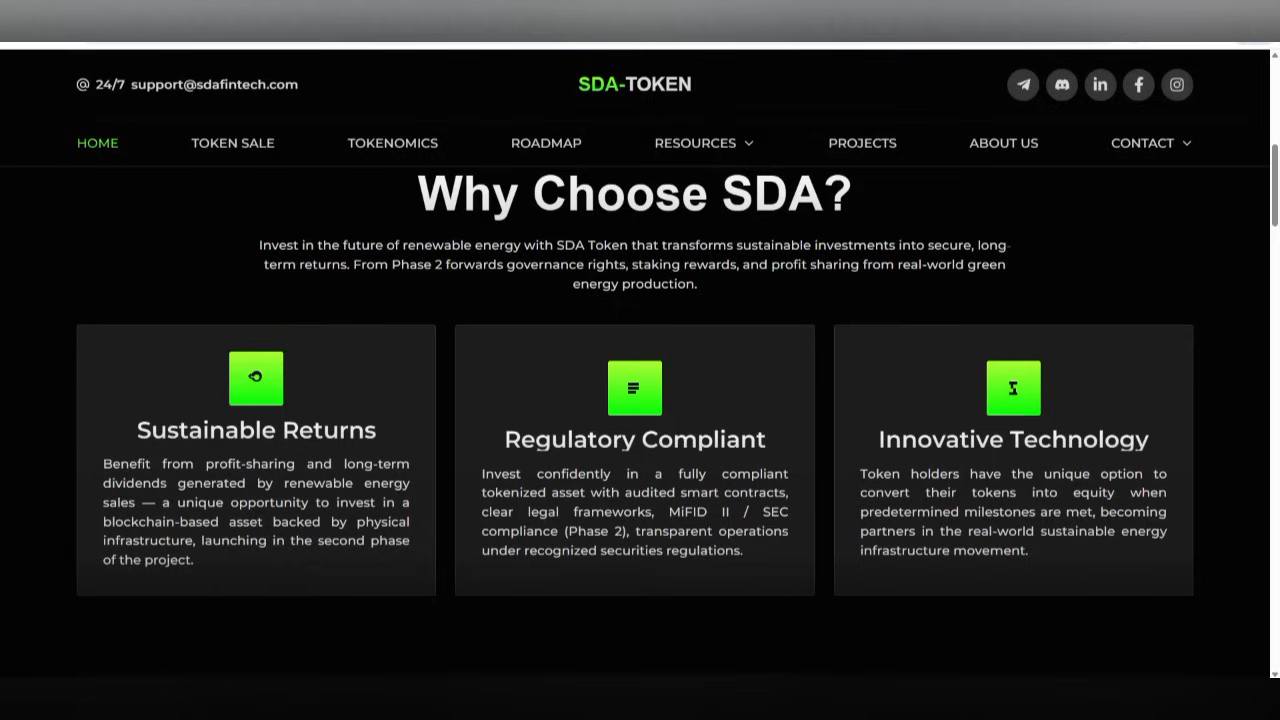 24/7 support@sdafintech.com
SDA-TOKEN
HOME
TOKEN SALE
TOKENOMICS
ROADMAP
RESOURCES
PROJECTS
ABOUT US
CONTACT
Why Choose SDA?
Invest in the future of renewable energy with SDA Token that transforms sustainable investments into secure, long-
term returns. From Phase 2 forwards governance rights, staking rewards, and profit sharing from real-world green
energy production.
Sustainable Returns
Benefit from profit-sharing and long-term
dividends generated by renewable energy
sales — a unique opportunity to invest in a
blockchain-based asset backed by physical
infrastructure, launching in the second phase
of the project.
Regulatory Compliant
Invest confidently in a fully compliant
tokenized asset with audited smart contracts,
clear legal frameworks, MiFID II / SEC
compliance (Phase 2), transparent operations
under recognized securities regulations.
Innovative Technology
Token holders have the unique option to
convert their tokens into equity when
predetermined milestones are met, becoming
partners in the real-world sustainable energy
infrastructure movement.